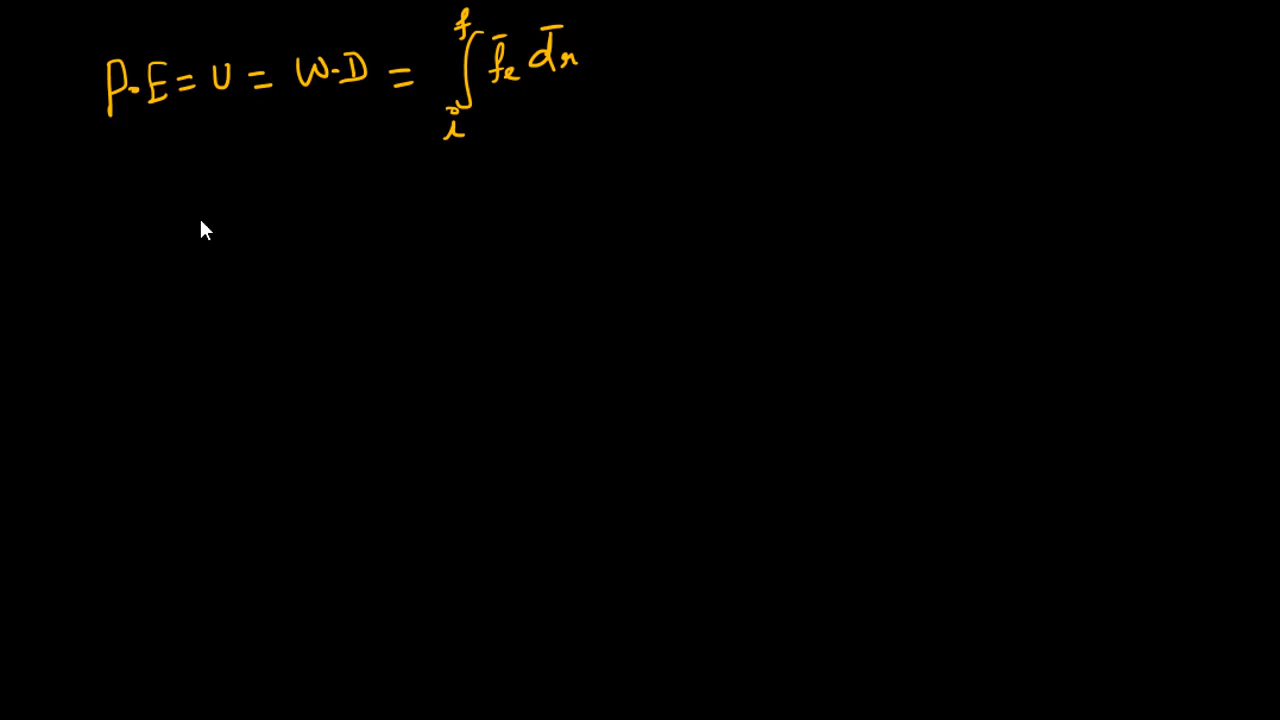 P.E = U = W.D = ∫ᵢᶠ f̄ₑ d̄r